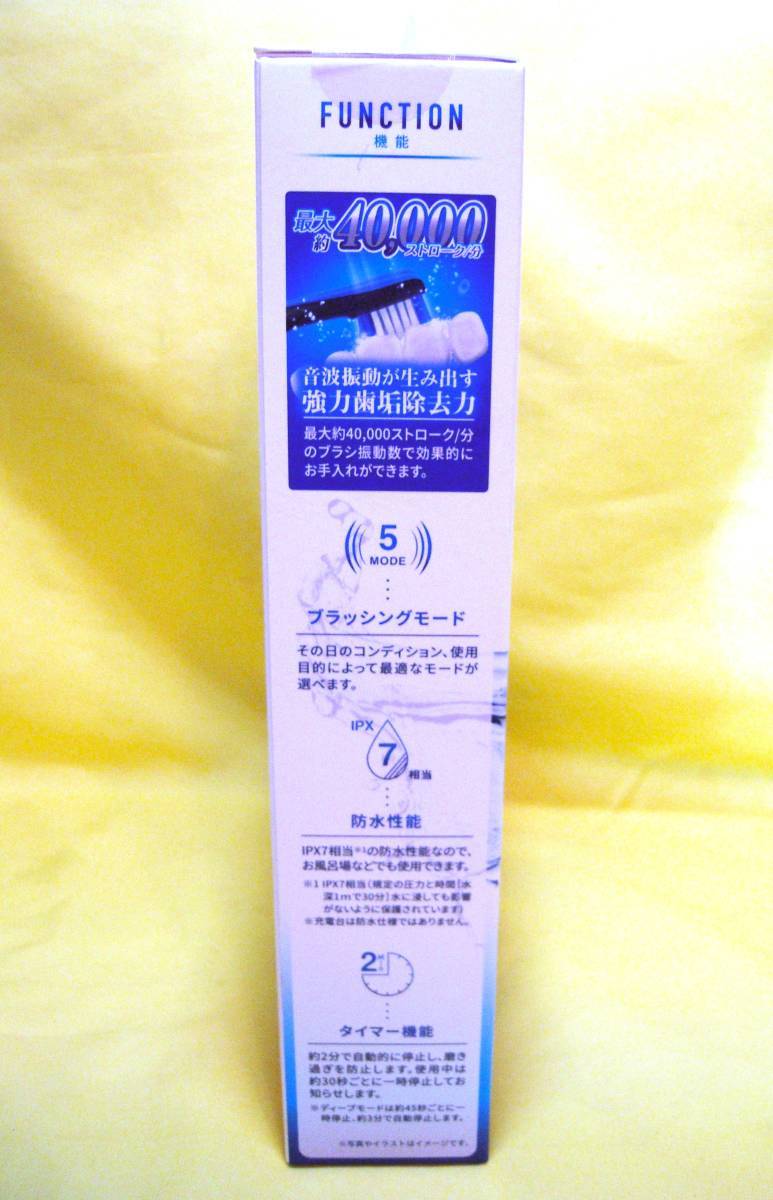 FUNCTION
機能
最大
約40,000
ストローク/分
音波振動が生み出す
強力歯垢除去力
最大約40,000ストローク/分
のブラシ振動数で効果的に
お手入れができます。
5
MODE
ブラッシングモード
その日のコンディション、使用
目的によって最適なモードが
選べます。
IPX
7
相当
防水性能
IPX7相当※1の防水性能なので、
お風呂場などでも使用できます。
※1 IPX7相当(規定の圧力と時間[水
深1mで30分]水に浸しても影響
がないように保護されています)
※充電台は防水仕様ではありません。
2
MIN
タイマー機能
約2分で自動的に停止し、磨き
過ぎを防止します。使用中は
約30秒ごとに一時停止してお
知らせします。
※ディープモードは約45秒ごとに一
時停止、約3分で自動停止します。
※写真やイラストはイメージです。